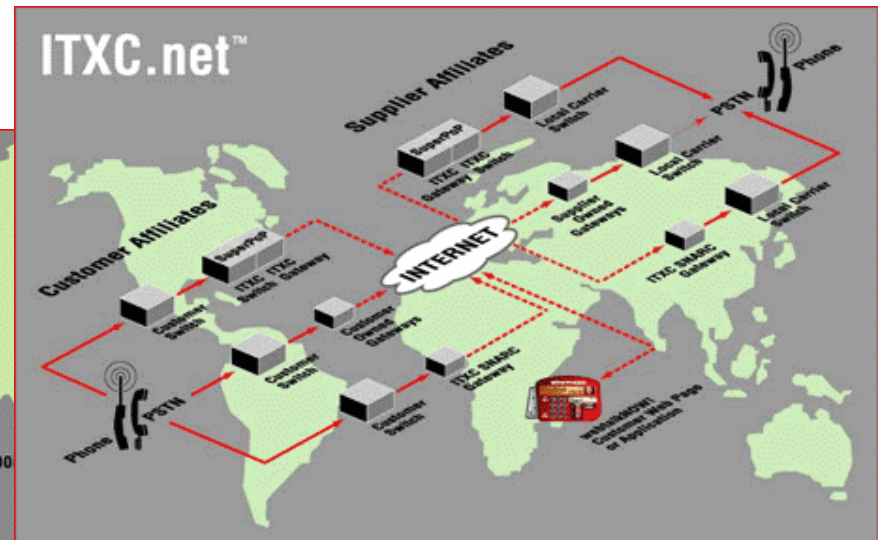 ITXC.net™
Supplier Affiliates
Phone
PSTN
Local Carrier
Switch
SuperPoP
ITXC ITXC
Gateway Switch
Local Carrier
Switch
Supplier
Owned
Gateways
Local Carrier
Switch
ITXC SNARC
Gateway
Customer Affiliates
SuperPoP
ITXC ITXC
Switch Gateway
INTERNET
Customer
Switch
Customer
Owned
Gateways
Customer
Switch
ITXC SNARC
Gateway
Customer
Switch
Phone
PSTN
webtalkNOW!
Customer Web Page
or Application
00